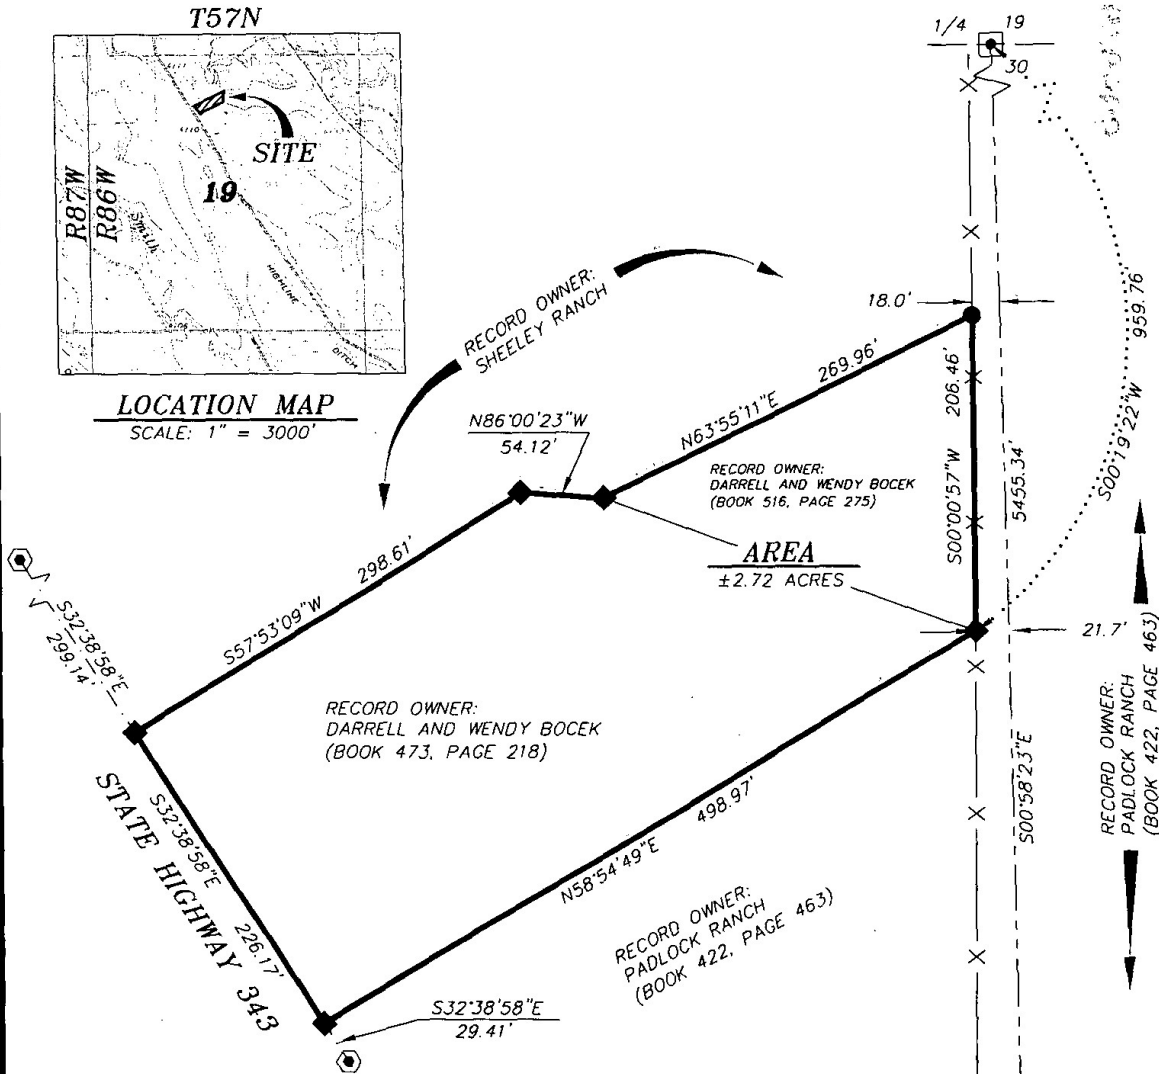 T57N
R87W
R86W
SITE
19
Smith
HIGHLINE
DITCH
LOCATION MAP
SCALE: 1" = 3000'
1/4
19
30
RECORD OWNER:
SHEELEY RANCH
18.0'
959.76
S00°19'22"W
269.96'
N63°55'11"E
206.46'
S00°00'57"W
5455.34'
N86°00'23"W
54.12'
RECORD OWNER:
DARRELL AND WENDY BOCEK
(BOOK 516, PAGE 275)
AREA
±2.72 ACRES
298.61'
S57°53'09"W
S32°38'58"E
299.14'
21.7'
RECORD OWNER:
PADLOCK RANCH
(BOOK 422, PAGE 463)
RECORD OWNER:
DARRELL AND WENDY BOCEK
(BOOK 473, PAGE 218)
S00°58'23"E
498.97'
N58°54'49"E
S32°38'58"E
226.17'
STATE HIGHWAY 343
RECORD OWNER:
PADLOCK RANCH
(BOOK 422, PAGE 463)
S32°38'58"E
29.41'